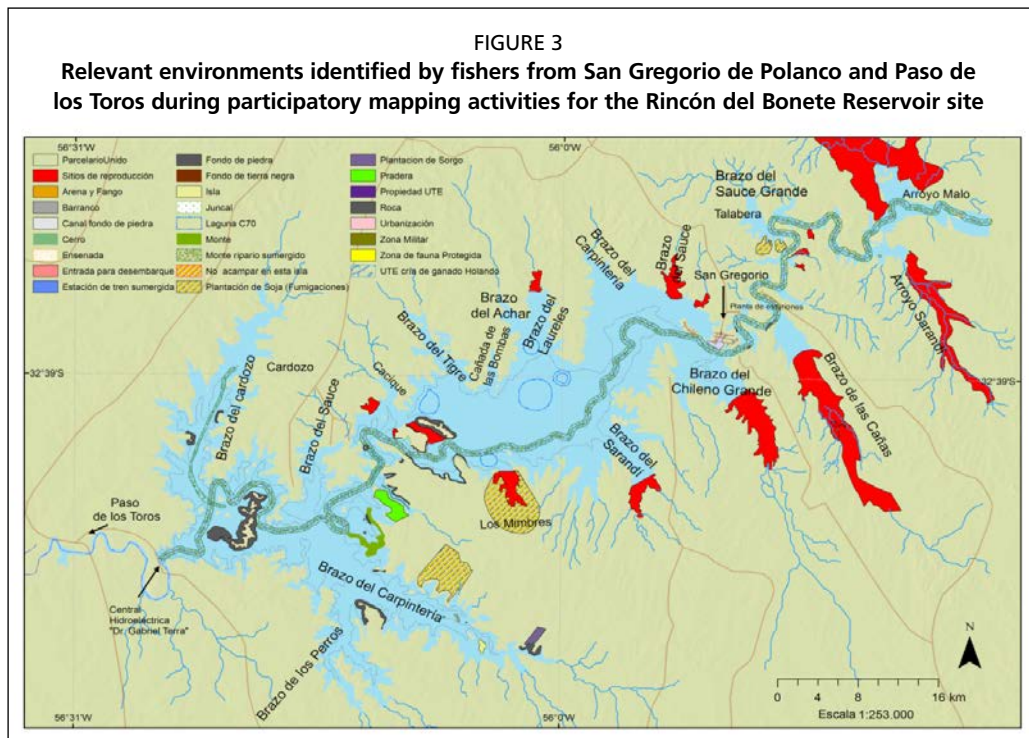 FIGURE 3
Relevant environments identified by fishers from San Gregorio de Polanco and Paso de
los Toros during participatory mapping activities for the Rincón del Bonete Reservoir site
56°31'W
56°0'W
ParcelarioUnido
Sitios de reproducción
Arena y Fango
Barranco
Canal fondo de piedra
Cerro
Ensenada
Entrada para desembarque
Estación de tren sumergida
Fondo de piedra
Fondo de tierra negra
Isla
Juncal
Laguna C70
Monte
Monte ripario sumergido
No acampar en esta isla
Plantación de Soja (Fumigaciones)
Plantacion de Sorgo
Pradera
Propiedad UTE
Roca
Urbanización
Zona Militar
Zona de fauna Protegida
UTE cria de ganado Holando
Brazo del
Sauce Grande
Talabera
Arroyo Malo
Brazo del
Carpintería
Brazo
del Sauce
San Gregorio
Planta de esturiones
Arroyo Sarandí
Brazo
del Achar
Brazo del
Laureles
Cañada de
las Bombas
Brazo del Tigre
Cacique
32°39'S
32°39'S
Cardozo
Brazo del cardozo
Brazo del Sauce
Brazo del
Chileno Grande
Brazo de las Cañas
Brazo del
Sarandí
Los Mimbres
Paso
de los Toros
Brazo del Carpintería
Central
Hidroeléctrica
"Dr. Gabriel Terra"
Brazo de los Perros
N
0 4 8 16 km
Escala 1:253.000
56°31'W
56°0'W